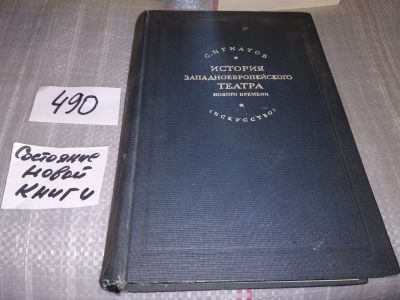 С. ИГНАТОВ
ИСТОРИЯ
ЗАПАДНОЕВРОПЕЙСКОГО
ТЕАТРА
НОВОГО ВРЕМЕНИ
«ИСКУССТВО»
490
Состояние
новой
книги